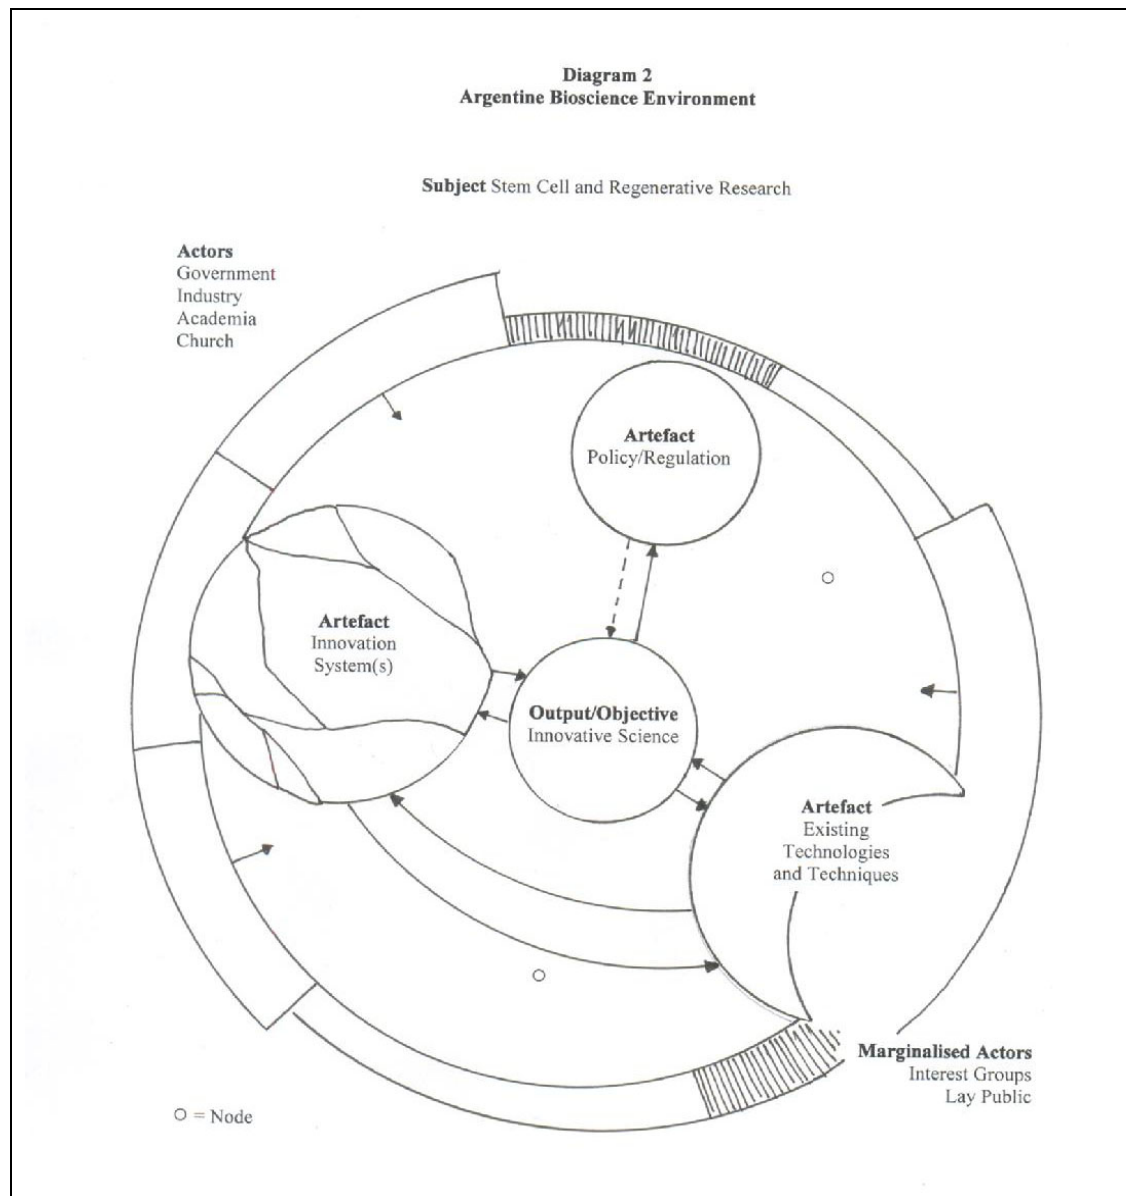 Diagram 2
Argentine Bioscience Environment
Subject Stem Cell and Regenerative Research
Actors
Government
Industry
Academia
Church
Artefact
Policy/Regulation
Artefact
Innovation
System(s)
Output/Objective
Innovative Science
Artefact
Existing
Technologies
and Techniques
Marginalised Actors
Interest Groups
Lay Public
O = Node